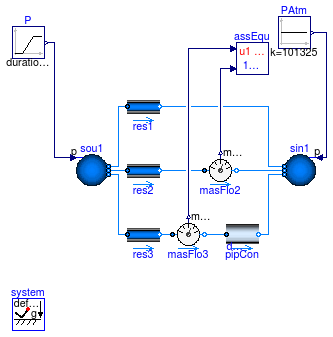 P
duratio...
p
sou1
res1
res2
res3
m...
masFlo2
m...
masFlo3
q...
pipCon
assEqu
u1 ...
1...
PAtm
k=101325
p
sin1
system
def...
g